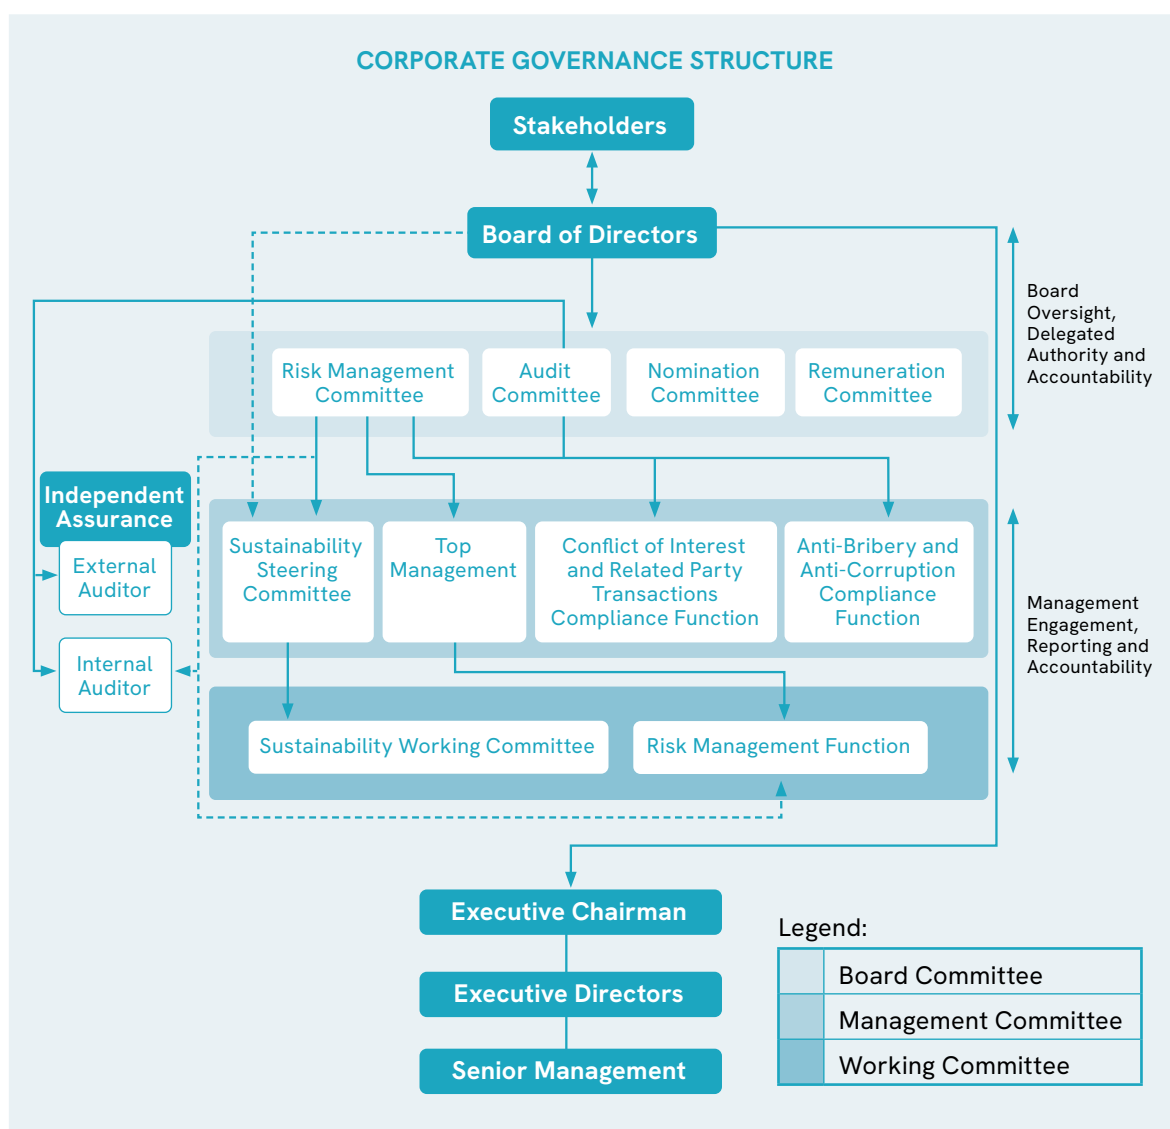 CORPORATE GOVERNANCE STRUCTURE
Stakeholders
Board of Directors
Board
Oversight,
Delegated
Authority and
Accountability
Risk Management
Committee
Audit
Committee
Nomination
Committee
Remuneration
Committee
Independent
Assurance
External
Auditor
Internal
Auditor
Sustainability
Steering
Committee
Top
Management
Conflict of Interest
and Related Party
Transactions
Compliance Function
Anti-Bribery and
Anti-Corruption
Compliance
Function
Management
Engagement,
Reporting and
Accountability
Sustainability Working Committee
Risk Management Function
Executive Chairman
Executive Directors
Senior Management
Legend:
Board Committee
Management Committee
Working Committee